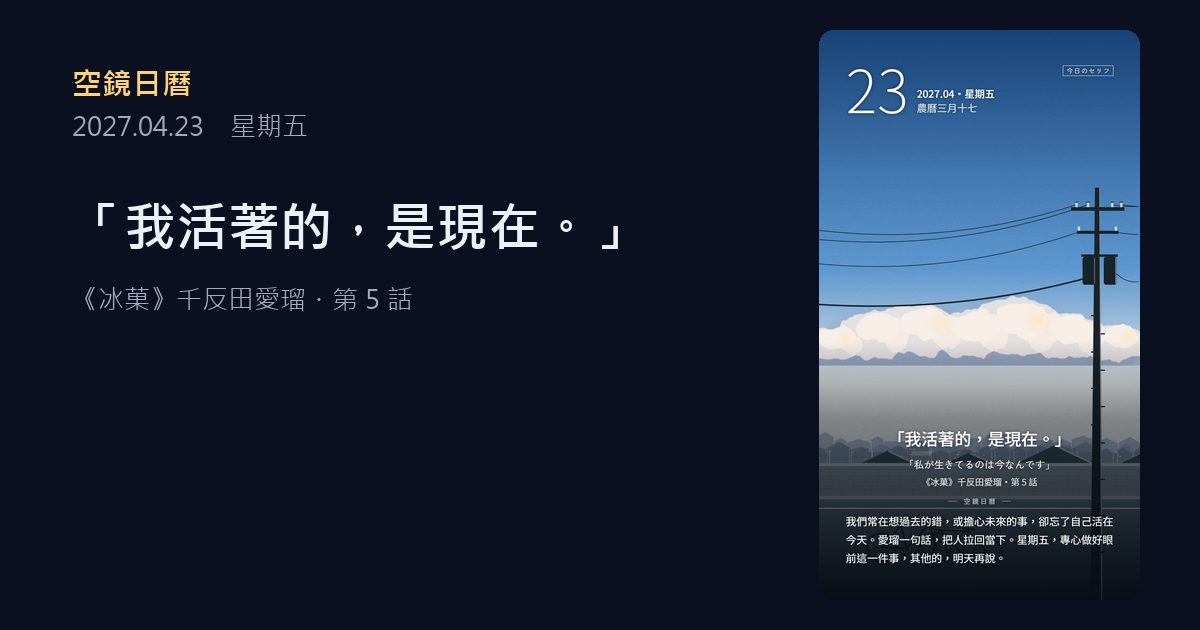 空鏡日曆
2027.04.23 星期五
「我活著的，是現在。」
《冰菓》千反田愛瑠・第 5 話
23
2027.04・星期五
農曆三月十七
今日のセリフ
「我活著的，是現在。」
「私が生きてるのは今なんです」
《冰菓》千反田愛瑠・第 5 話
— 空鏡日曆 —
我們常在想過去的錯，或擔心未來的事，卻忘了自己活在
今天。愛瑠一句話，把人拉回當下。星期五，專心做好眼
前這一件事，其他的，明天再說。